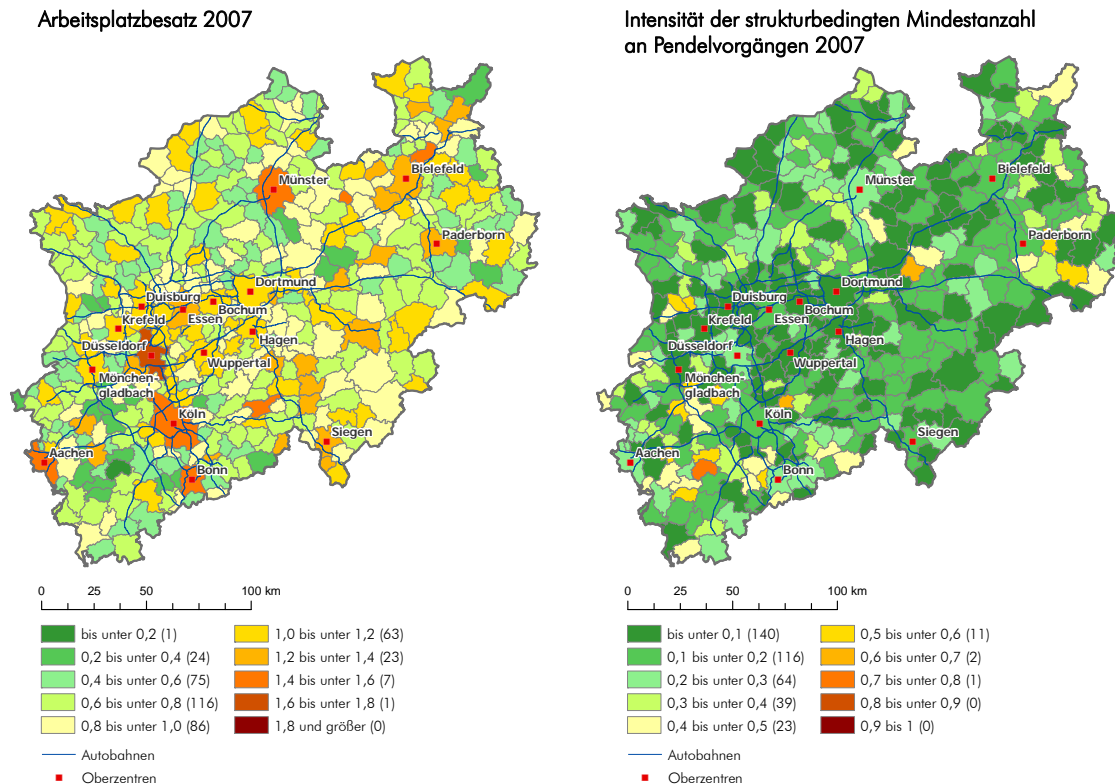 Arbeitsplatzbesatz 2007
Münster
Bielefeld
Paderborn
Dortmund
Duisburg
Bochum
Essen
Krefeld
Hagen
Düsseldorf
Wuppertal
Mönchen-
gladbach
Köln
Siegen
Aachen
Bonn
0 25 50 100 km
bis unter 0,2 (1)
0,2 bis unter 0,4 (24)
0,4 bis unter 0,6 (75)
0,6 bis unter 0,8 (116)
0,8 bis unter 1,0 (86)
1,0 bis unter 1,2 (63)
1,2 bis unter 1,4 (23)
1,4 bis unter 1,6 (7)
1,6 bis unter 1,8 (1)
1,8 und größer (0)
Autobahnen
Oberzentren
Intensität der strukturbedingten Mindestanzahl
an Pendelvorgängen 2007
Münster
Bielefeld
Paderborn
Dortmund
Duisburg
Bochum
Essen
Krefeld
Hagen
Düsseldorf
Wuppertal
Mönchen-
gladbach
Köln
Siegen
Aachen
Bonn
0 25 50 100 km
bis unter 0,1 (140)
0,1 bis unter 0,2 (116)
0,2 bis unter 0,3 (64)
0,3 bis unter 0,4 (39)
0,4 bis unter 0,5 (23)
0,5 bis unter 0,6 (11)
0,6 bis unter 0,7 (2)
0,7 bis unter 0,8 (1)
0,8 bis unter 0,9 (0)
0,9 bis 1 (0)
Autobahnen
Oberzentren